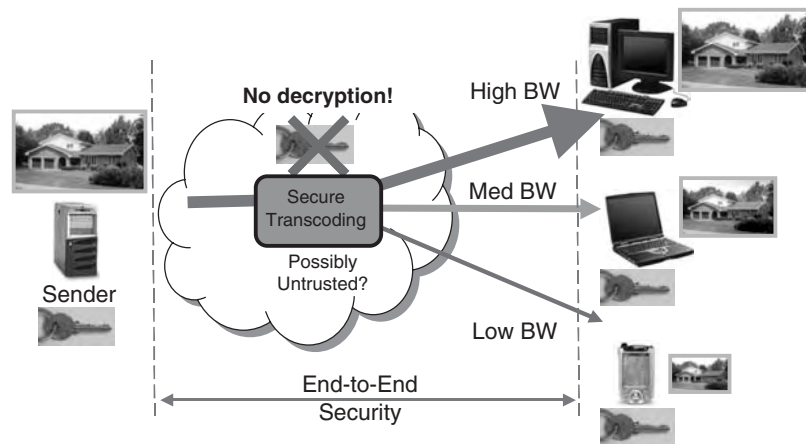 No decryption!
High BW
Secure
Transcoding
Med BW
Possibly
Untrusted?
Sender
Low BW
End-to-End
Security